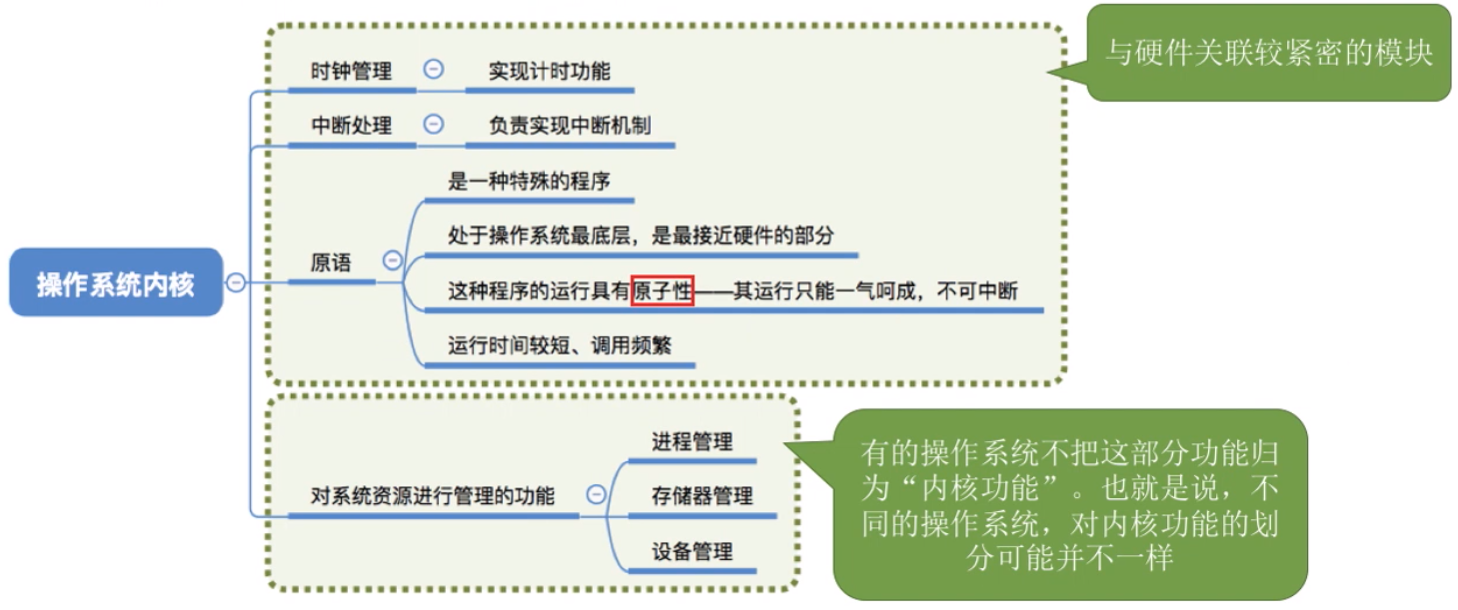 与硬件关联较紧密的模块
时钟管理
实现计时功能
中断处理
负责实现中断机制
是一种特殊的程序
处于操作系统最底层，是最接近硬件的部分
原语
这种程序的运行具有原子性——其运行只能一气呵成，不可中断
运行时间较短、调用频繁
操作系统内核
进程管理
对系统资源进行管理的功能
存储器管理
设备管理
有的操作系统不把这部分功能归
为“内核功能”。也就是说，不
同的操作系统，对内核功能的划
分可能并不一样